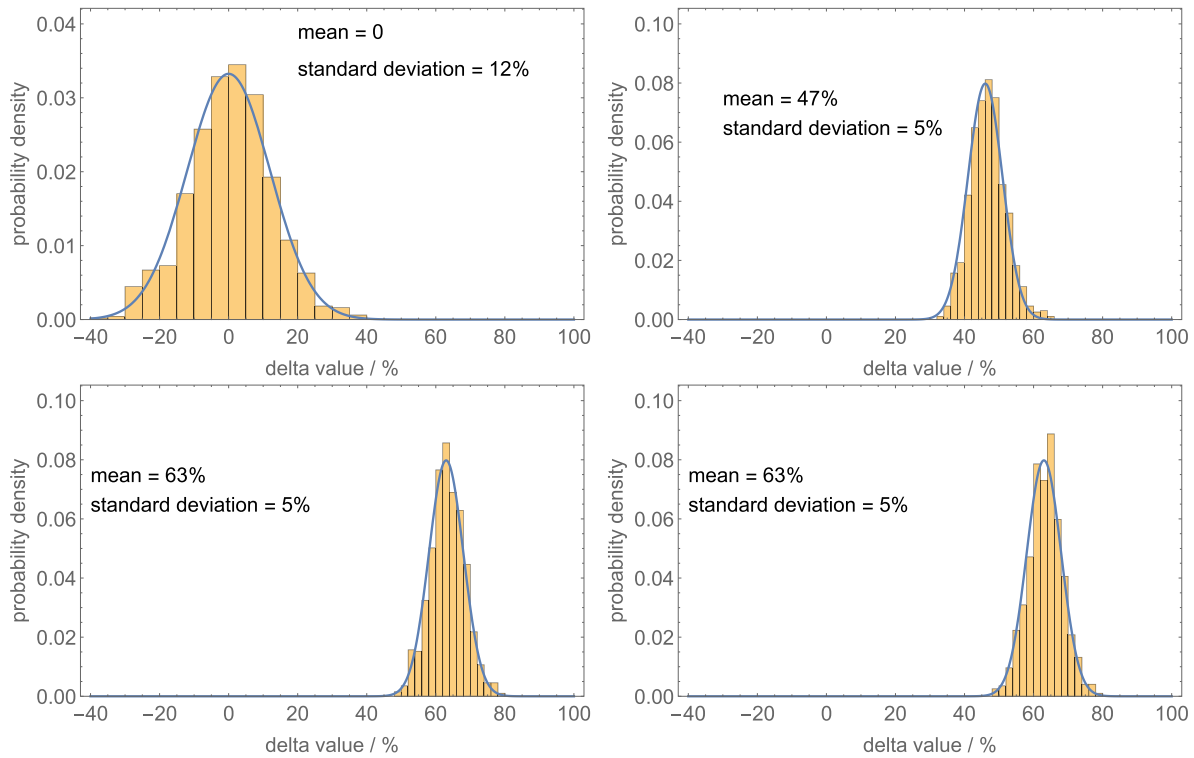 mean = 0
standard deviation = 12%
probability density
0.04
0.03
0.02
0.01
0.00
−40 −20 0 20 40 60 80 100
delta value / %
mean = 47%
standard deviation = 5%
probability density
0.10
0.08
0.06
0.04
0.02
0.00
−40 −20 0 20 40 60 80 100
delta value / %
mean = 63%
standard deviation = 5%
probability density
0.10
0.08
0.06
0.04
0.02
0.00
−40 −20 0 20 40 60 80 100
delta value / %
mean = 63%
standard deviation = 5%
probability density
0.10
0.08
0.06
0.04
0.02
0.00
−40 −20 0 20 40 60 80 100
delta value / %